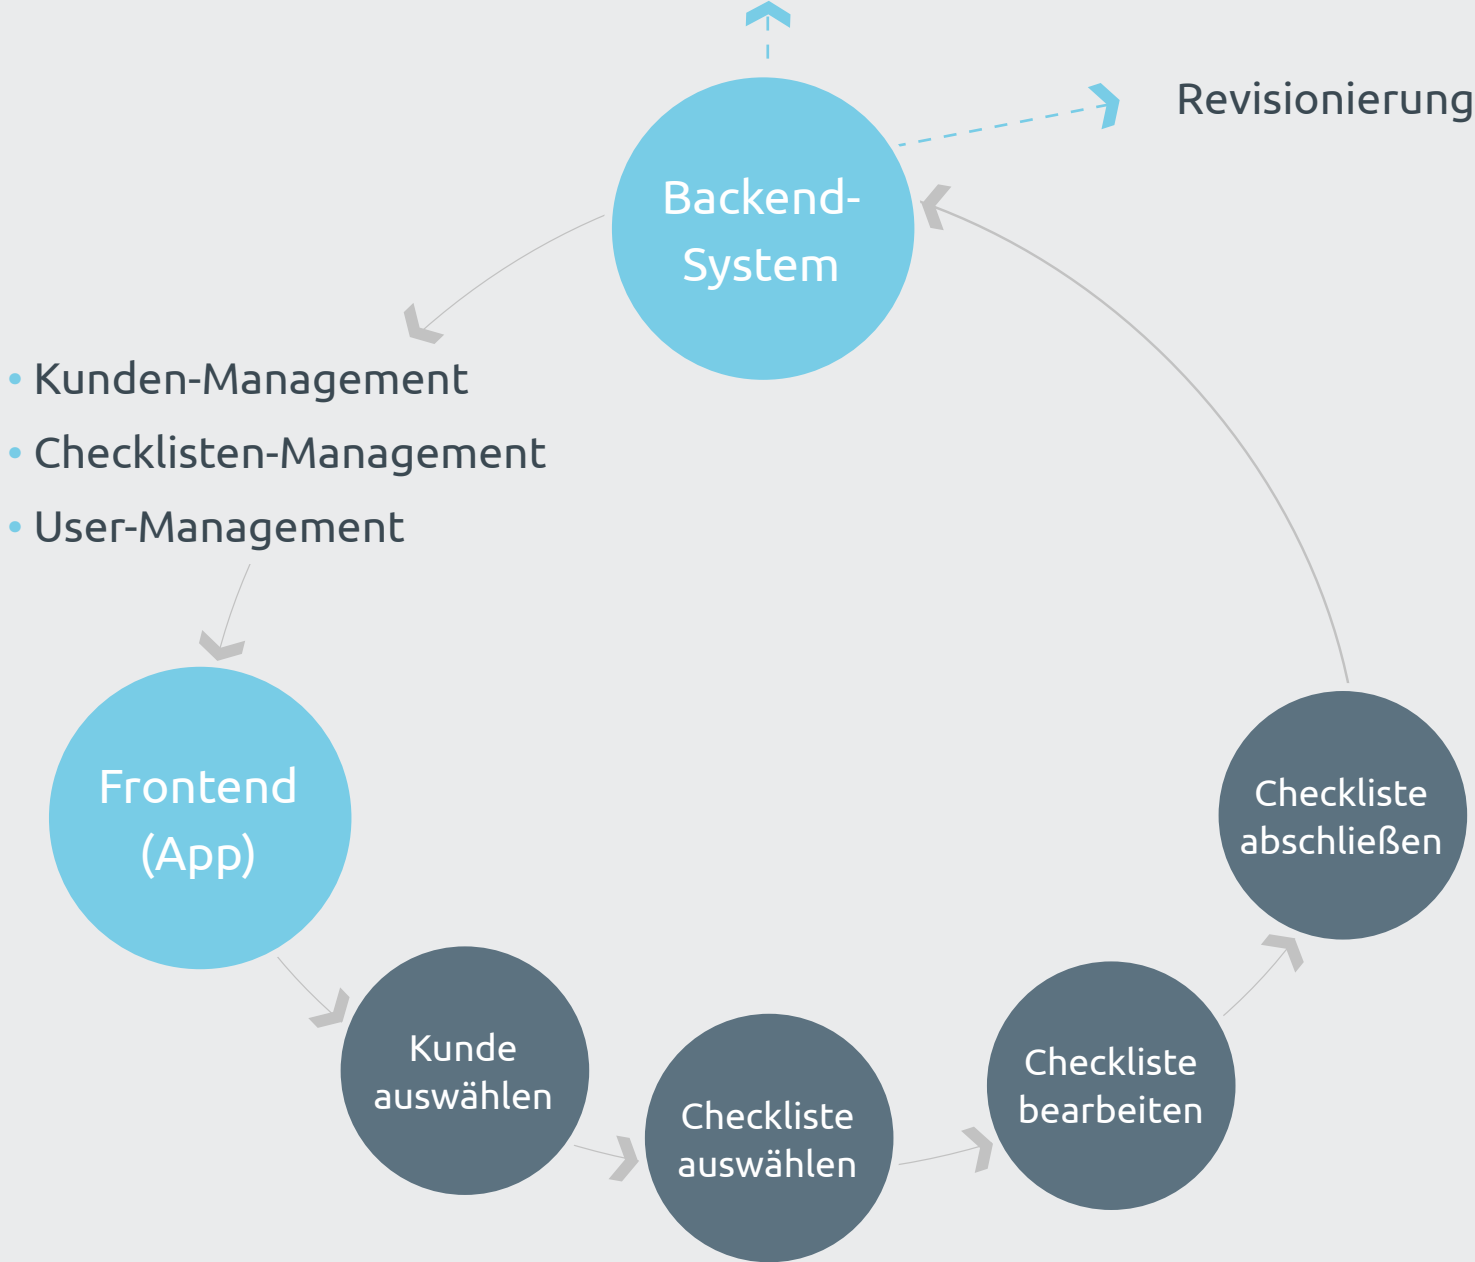 Revisionierung
Backend-
System
• Kunden-Management
• Checklisten-Management
• User-Management
Frontend
(App)
Kunde
auswählen
Checkliste
auswählen
Checkliste
bearbeiten
Checkliste
abschließen